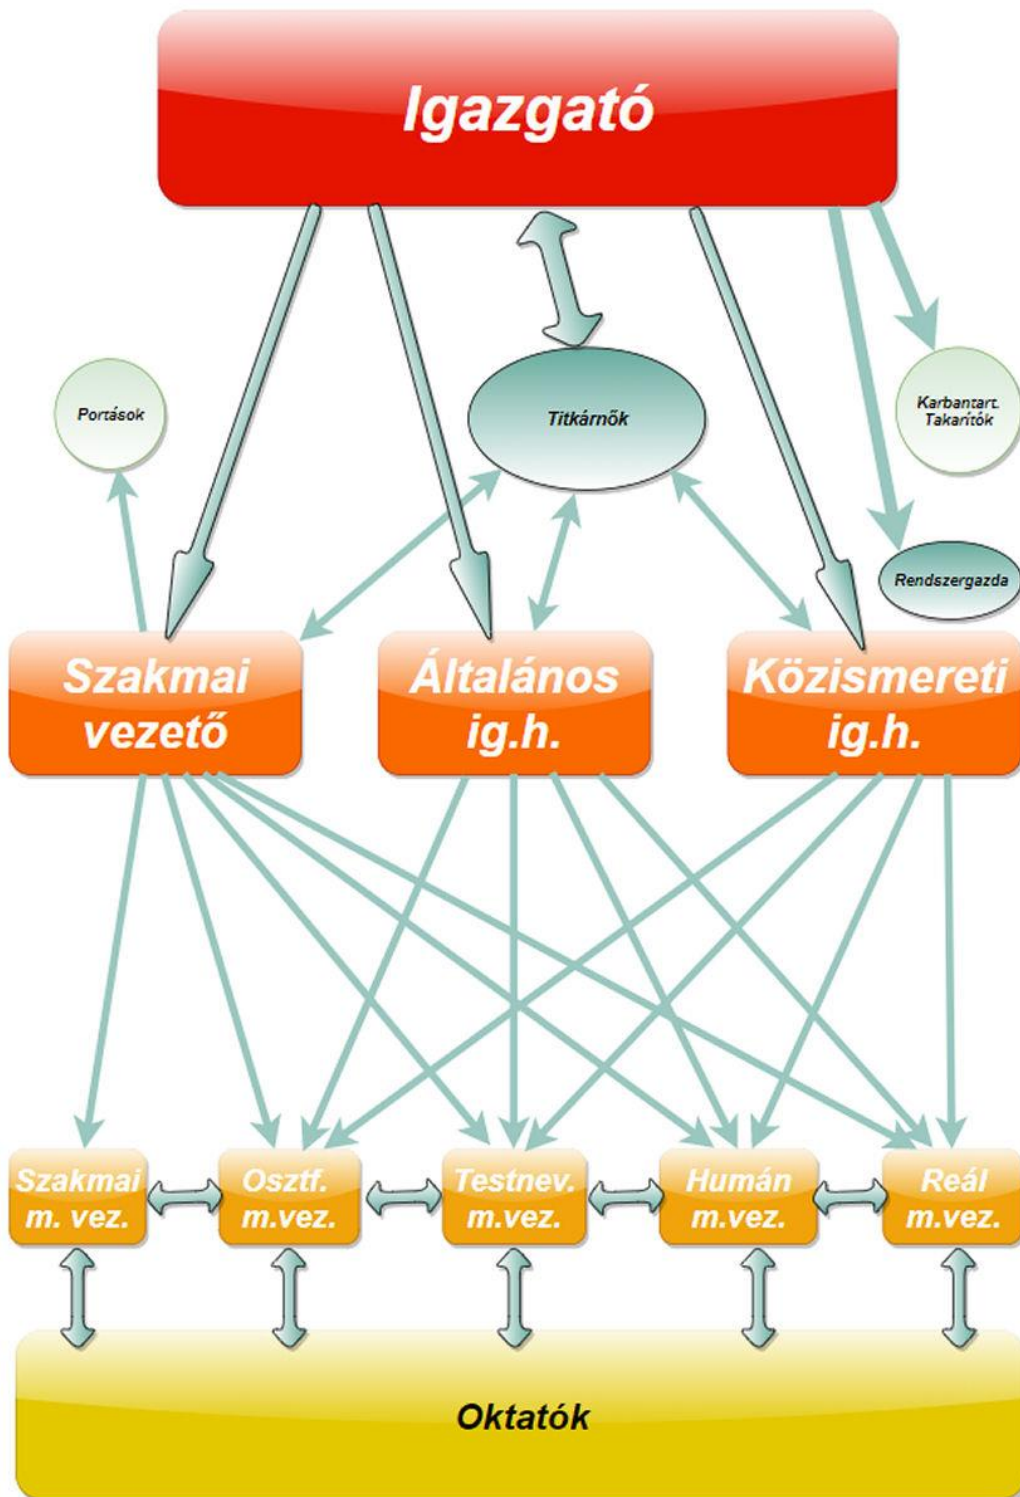 Igazgató
Portások
Titkárnők
Karbantart.
Takarítók
Rendszergazda
Szakmai
vezető
Általános
ig.h.
Közismereti
ig.h.
Szakmai
m. vez.
Osztf.
m.vez.
Testnev.
m.vez.
Humán
m.vez.
Reál
m.vez.
Oktatók